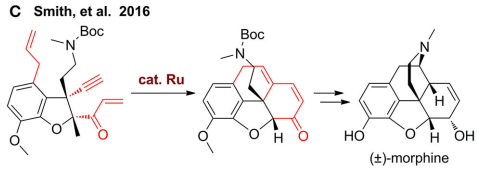 C Smith, et al. 2016
Boc
N
O
O
O
cat. Ru
Boc
N
O
O
H
O
N
H
HO
O
H
OH
(±)-morphine